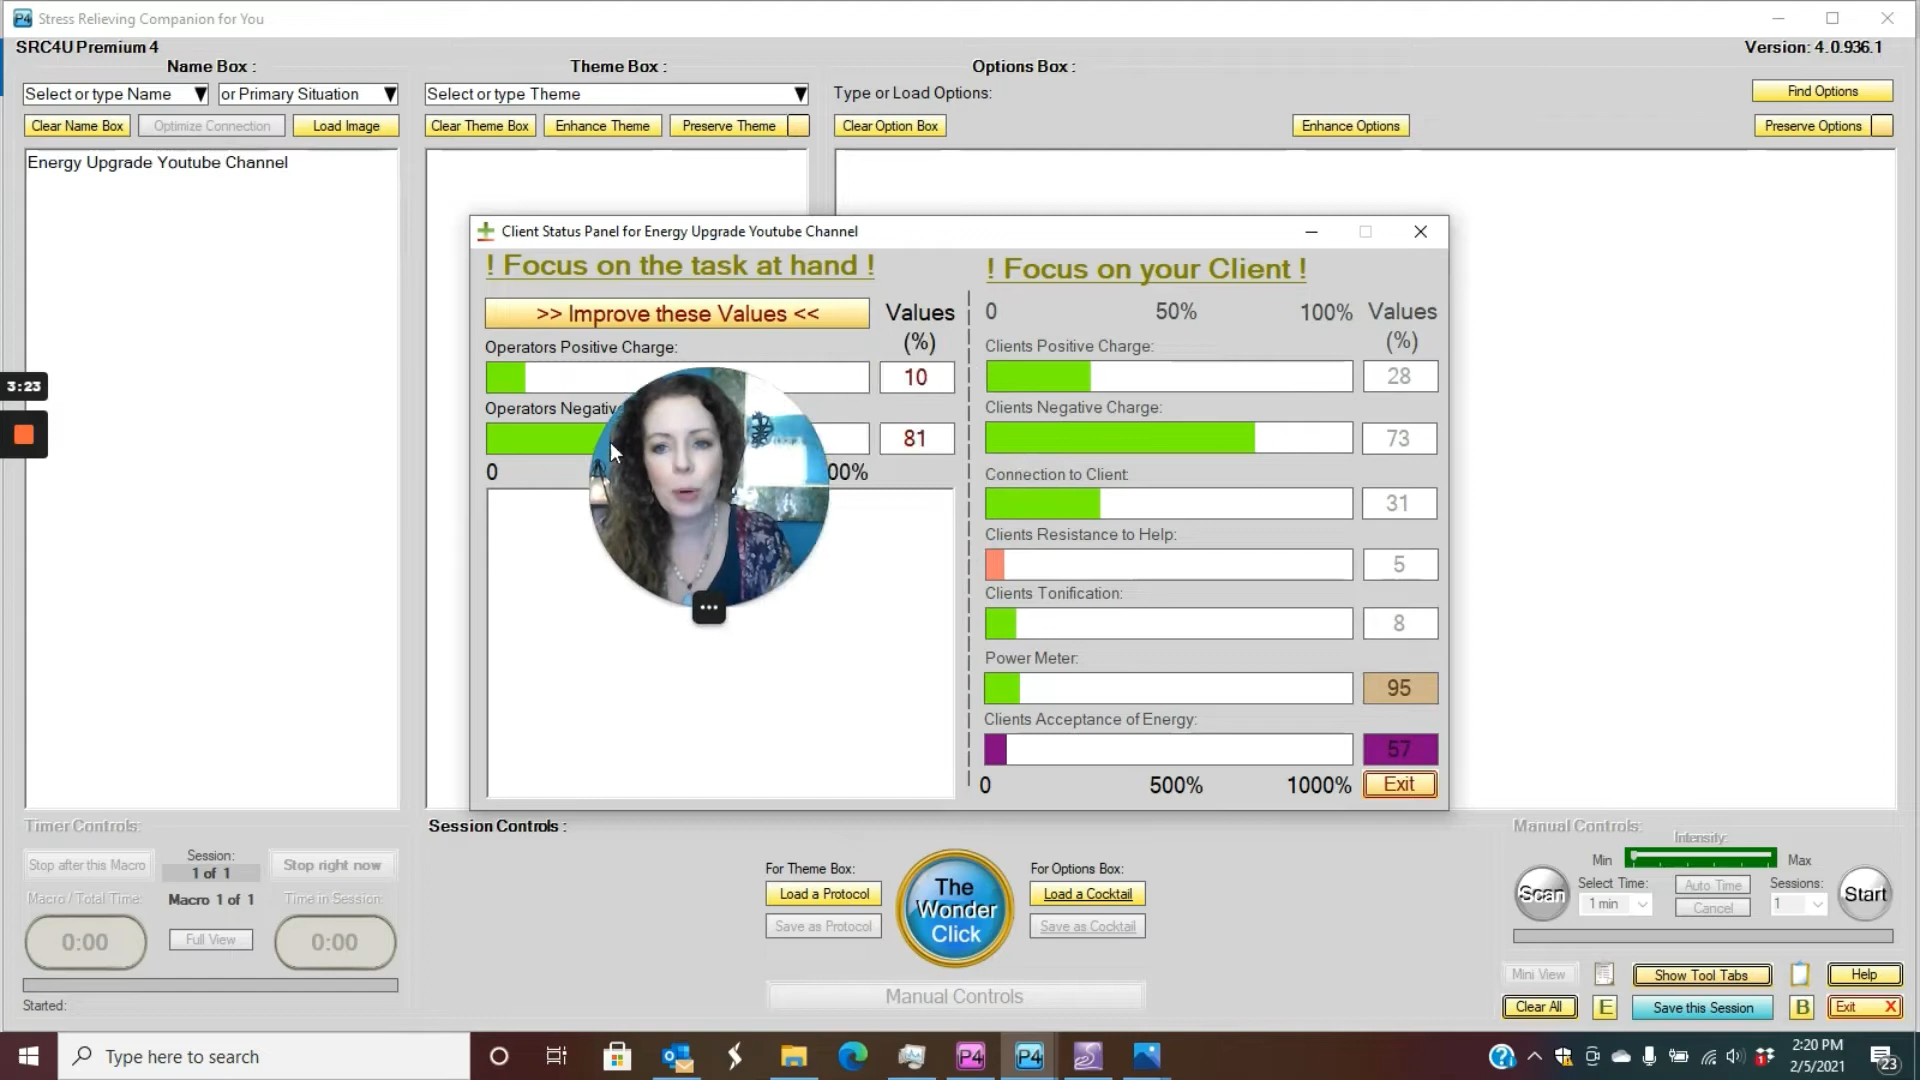 Stress Relieving Companion for You
SRC4U Premium 4
Version: 4.0.936.1
Name Box :
Theme Box :
Options Box :
Select or type Name
or Primary Situation
Select or type Theme
Type or Load Options:
Find Options
Clear Name Box
Optimize Connection
Load Image
Clear Theme Box
Enhance Theme
Preserve Theme
Clear Option Box
Enhance Options
Preserve Options
Energy Upgrade Youtube Channel
Client Status Panel for Energy Upgrade Youtube Channel
! Focus on the task at hand !
>> Improve these Values <<
Values
(%)
Operators Positive Charge:
10
Operators Negativ
81
0
00%
! Focus on your Client !
0
50%
100%
Values
(%)
Clients Positive Charge:
28
Clients Negative Charge:
73
Connection to Client:
31
Clients Resistance to Help:
5
Clients Tonification:
8
Power Meter:
95
Clients Acceptance of Energy:
57
0
500%
1000%
Exit
3:23
Timer Controls:
Stop after this Macro
Session:
1 of 1
Stop right now
Macro / Total Time:
Macro 1 of 1
Time in Session:
0:00
Full View
0:00
Started:
Session Controls :
For Theme Box:
Load a Protocol
Save as Protocol
The
Wonder
Click
For Options Box:
Load a Cocktail
Save as Cocktail
Manual Controls
Manual Controls:
Intensity:
Min
Max
Scan
Select Time:
1 min
Auto Time
Cancel
Sessions:
1
Start
Mini View
Show Tool Tabs
Help
Clear All
E
Save this Session
B
Exit X
Type here to search
P4
P4
2:20 PM
2/5/2021
23